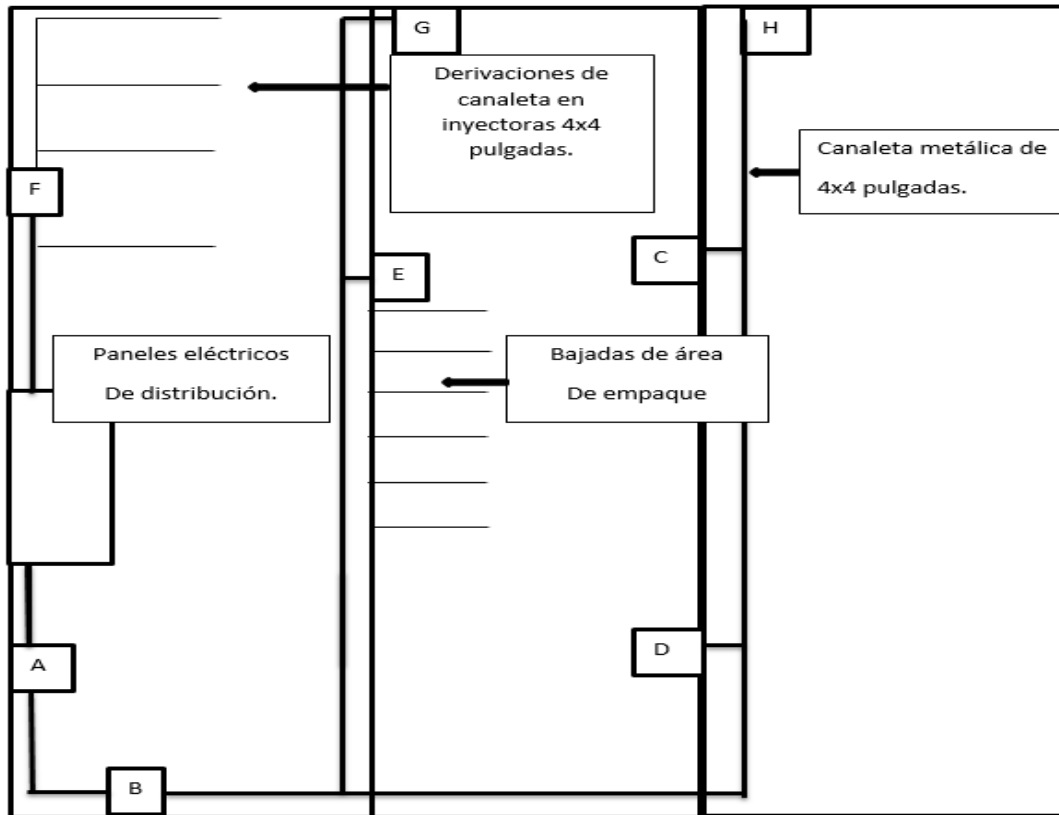 G
H
Derivaciones de
canaleta en
inyectoras 4x4
pulgadas.
Canaleta metálica de
4x4 pulgadas.
F
C
E
Paneles eléctricos
De distribución.
Bajadas de área
De empaque
D
A
B